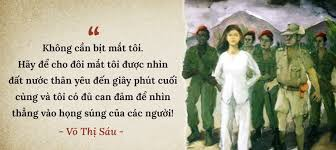 Không cần bịt mắt tôi.
Hãy để cho đôi mắt tôi được nhìn
đất nước thân yêu đến giây phút cuối
cùng và tôi có đủ can đảm để nhìn
thẳng vào họng súng của các người!
- Võ Thị Sáu -